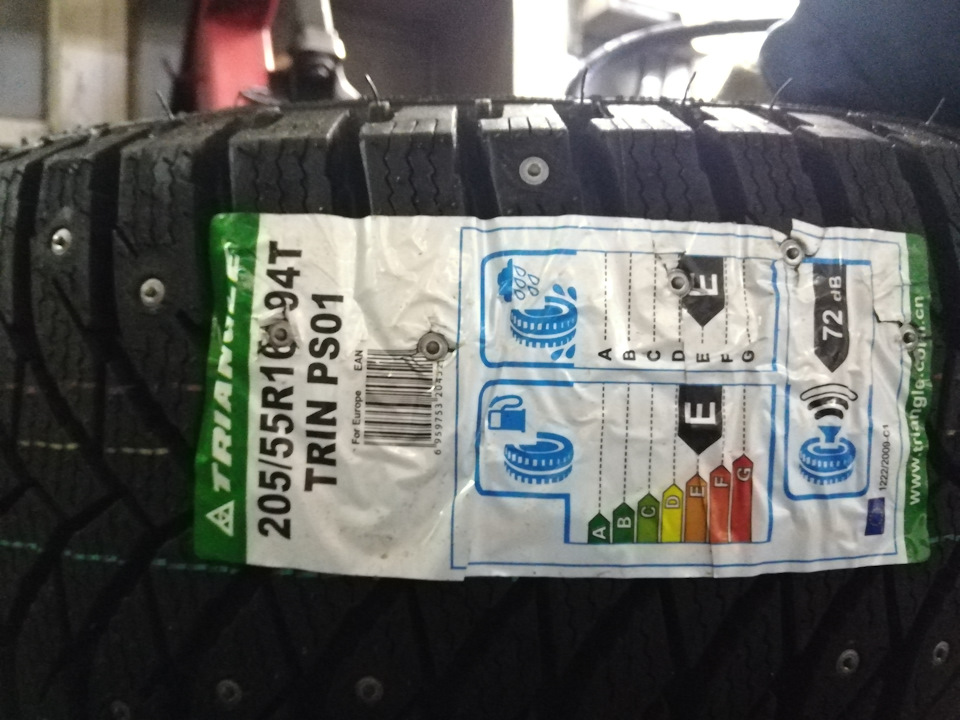 TRIANGLE
205/55R16 94T
TRIN PS01
For Europe EAN
A
B
C
D
E
F
G
E
A
B
C
D
E
F
G
E
72 dB
1222/2009-C1
www.triangle.com.cn